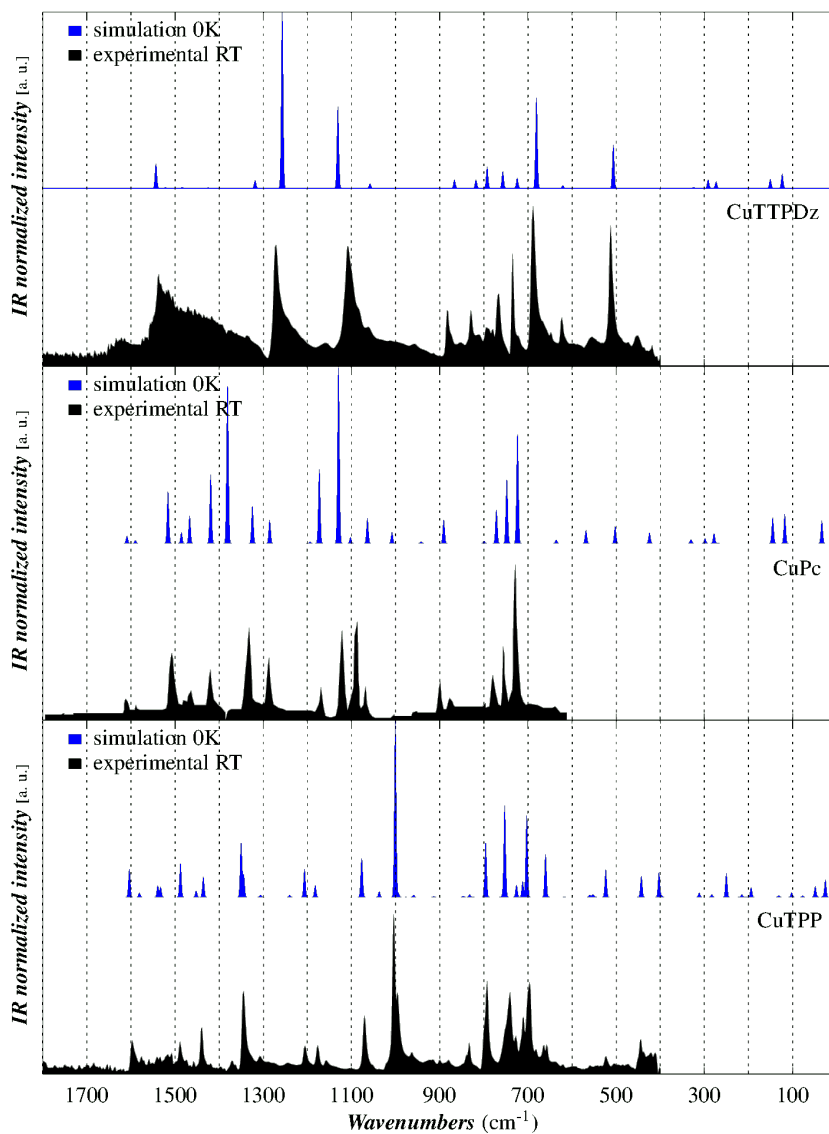 simulation 0K
experimental RT
IR normalized intensity [a. u.]
CuTTPDz
simulation 0K
experimental RT
IR normalized intensity [a. u.]
CuPc
simulation 0K
experimental RT
IR normalized intensity [a. u.]
CuTPP
1700 1500 1300 1100 900 700 500 300 100
Wavenumbers (cm⁻¹)